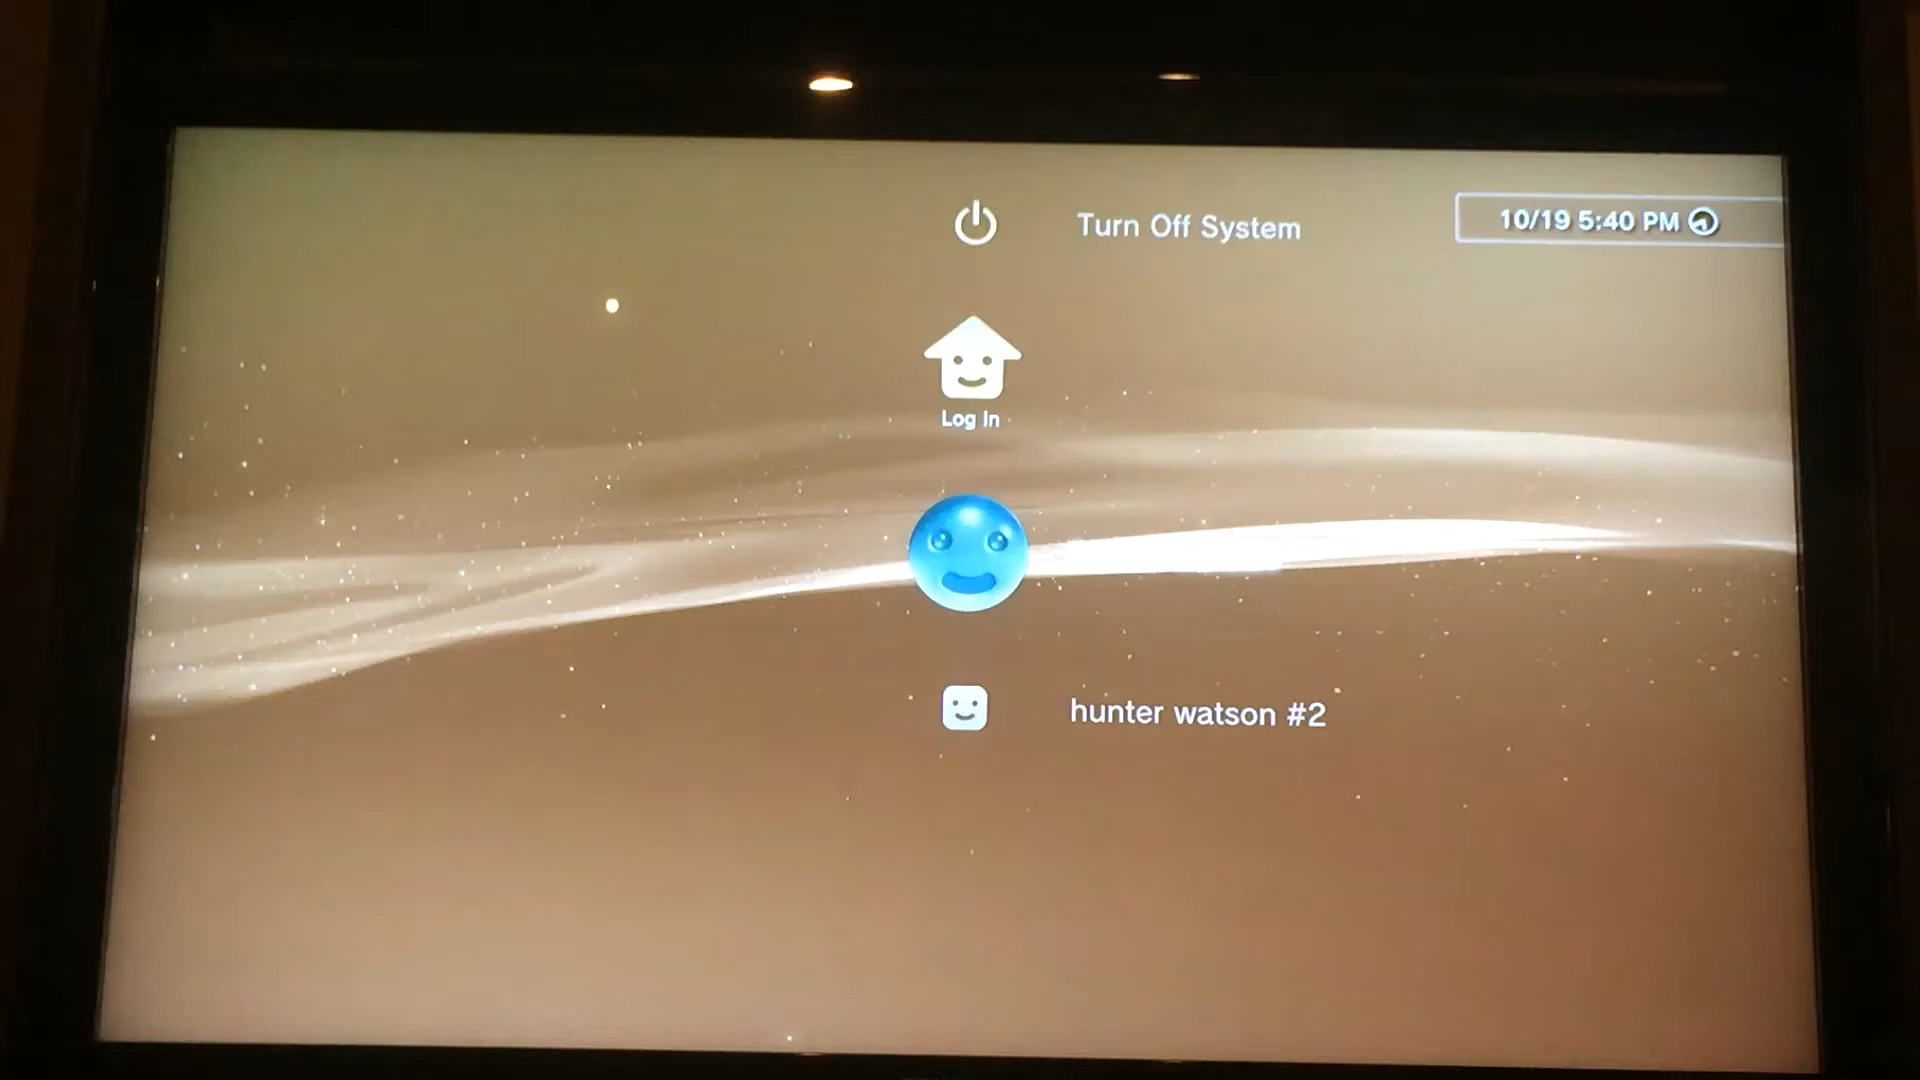 Turn Off System
10/19 5:40 PM
Log In
hunter watson #2